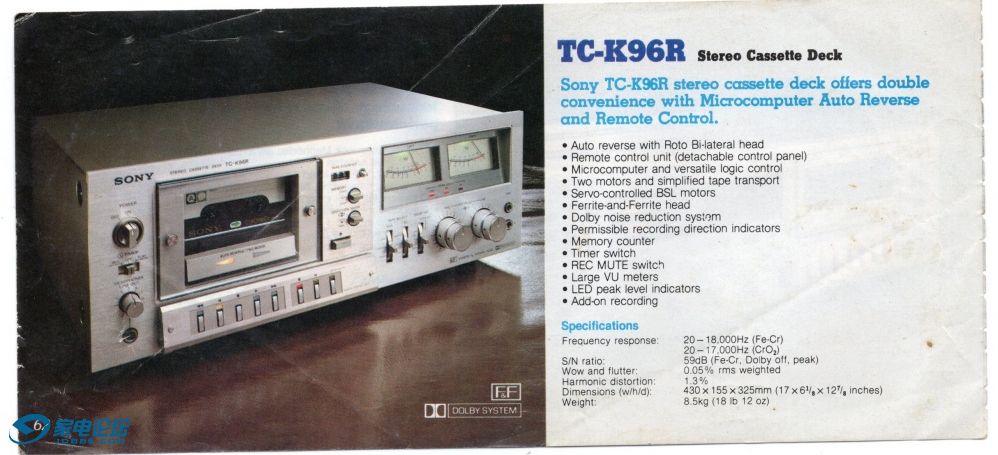 TC-K96R Stereo Cassette Deck
Sony TC-K96R stereo cassette deck offers double
convenience with Microcomputer Auto Reverse
and Remote Control.
• Auto reverse with Roto Bi-lateral head
• Remote control unit (detachable control panel)
• Microcomputer and versatile logic control
• Two motors and simplified tape transport
• Servo-controlled BSL motors
• Ferrite-and-Ferrite head
• Dolby noise reduction system
• Permissible recording direction indicators
• Memory counter
• Timer switch
• REC MUTE switch
• Large VU meters
• LED peak level indicators
• Add-on recording
Specifications
Frequency response: 20–18,000Hz (Fe-Cr)
20–17,000Hz (CrO₂)
S/N ratio: 59dB (Fe-Cr, Dolby off, peak)
Wow and flutter: 0.05% rms weighted
Harmonic distortion: 1.3%
Dimensions (w/h/d): 430×155×325mm (17×6⅛×12⅞ inches)
Weight: 8.5kg (18 lb 12 oz)
SONY
STEREO CASSETTE DECK TC-K96R
POWER
SONY
F&F
DOLBY SYSTEM
6
家电论坛